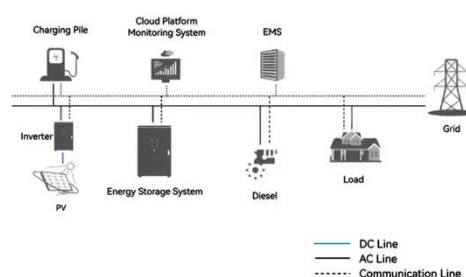 Charging Pile
Cloud Platform
Monitoring System
EMS
Grid
Inverter
PV
Energy Storage System
Diesel
Load
DC Line
AC Line
Communication Line